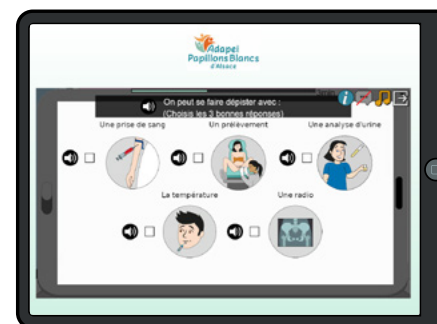 Adapei
Papillons Blancs
d'Alsace
On peut se faire dépister avec :
(Choisis les 3 bonnes réponses)
Une prise de sang
Un prélèvement
Une analyse d'urine
La température
Une radio